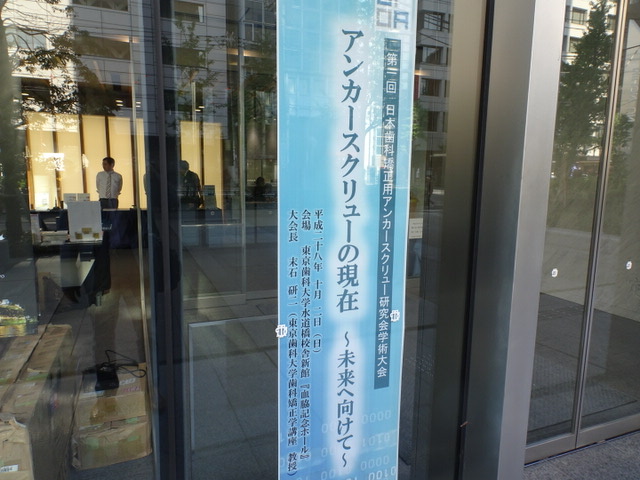 第一回 日本歯科矯正用アンカースクリュー研究会学術大会
アンカースクリューの現在 ～未来へ向けて～
平成二十八年 十月 二日（日）
会場 東京歯科大学水道橋校舎新館『血脇記念ホール』
大会長 末石 研二（東京歯科大学歯科矯正学講座 教授）